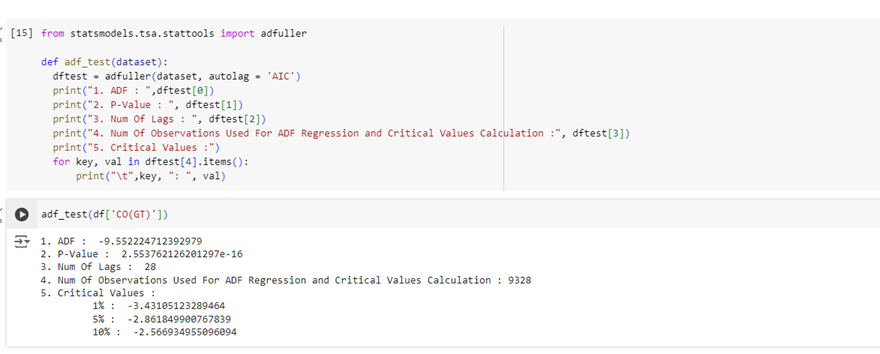 [15] from statsmodels.tsa.stattools import adfuller
def adf_test(dataset):
dftest = adfuller(dataset, autolag = 'AIC')
print("1. ADF : ",dftest[0])
print("2. P-Value : ", dftest[1])
print("3. Num Of Lags : ", dftest[2])
print("4. Num Of Observations Used For ADF Regression and Critical Values Calculation :", dftest[3])
print("5. Critical Values :")
for key, val in dftest[4].items():
print("\t",key, ": ", val)
adf_test(df['CO(GT)'])
1. ADF :  -9.552224712392979
2. P-Value :  2.553762126201297e-16
3. Num Of Lags :  28
4. Num Of Observations Used For ADF Regression and Critical Values Calculation : 9328
5. Critical Values :
1% :  -3.43105123289464
5% :  -2.861849900767839
10% :  -2.566934955096094